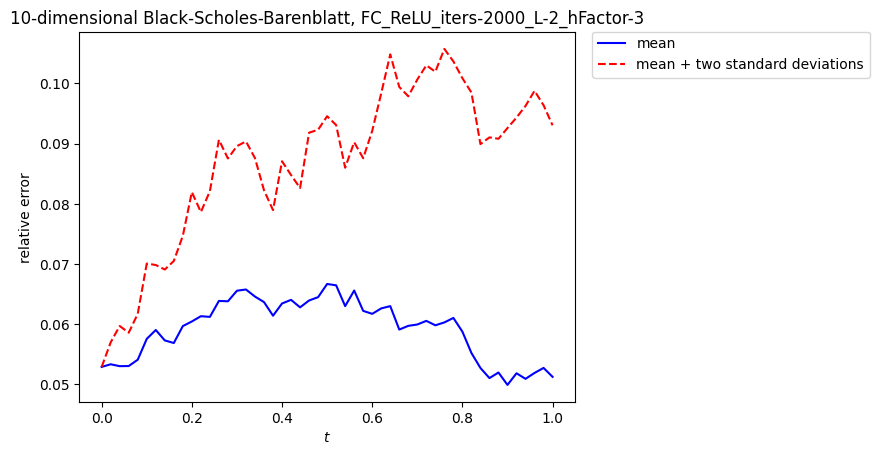 10-dimensional Black-Scholes-Barenblatt, FC_ReLU_iters-2000_L-2_hFactor-3
mean
mean + two standard deviations
0.10
0.09
0.08
0.07
0.06
0.05
relative error
0.0 0.2 0.4 0.6 0.8 1.0
t